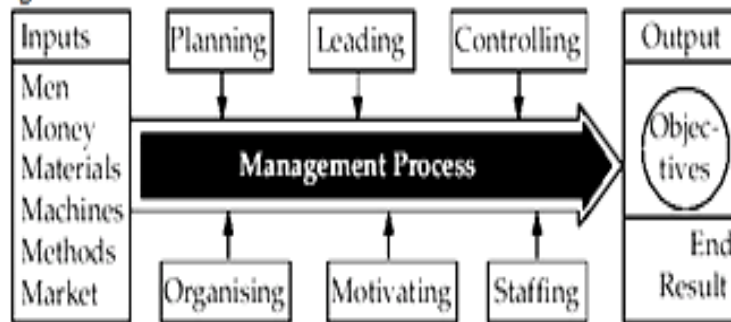 Inputs
Men
Money
Materials
Machines
Methods
Market
Planning
Leading
Controlling
Management Process
Organising
Motivating
Staffing
Output
Objec-
tives
End
Result